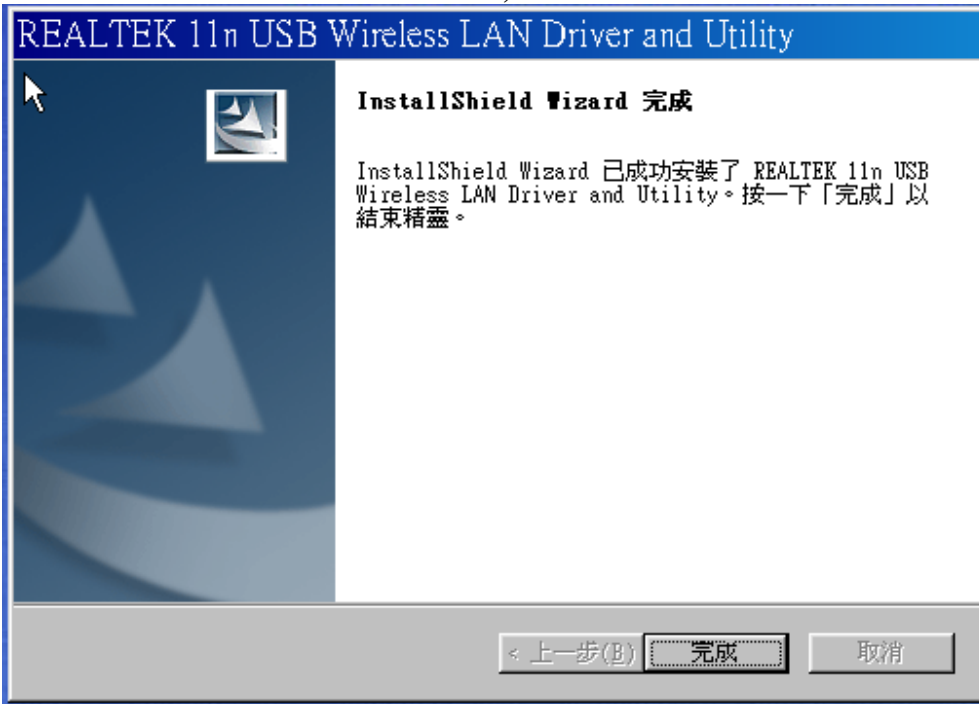 REALTEK 11n USB Wireless LAN Driver and Utility
InstallShield Wizard 完成
InstallShield Wizard 已成功安裝了 REALTEK 11n USB
Wireless LAN Driver and Utility。按一下「完成」以
結束精靈。
< 上一步(B) 完成 取消